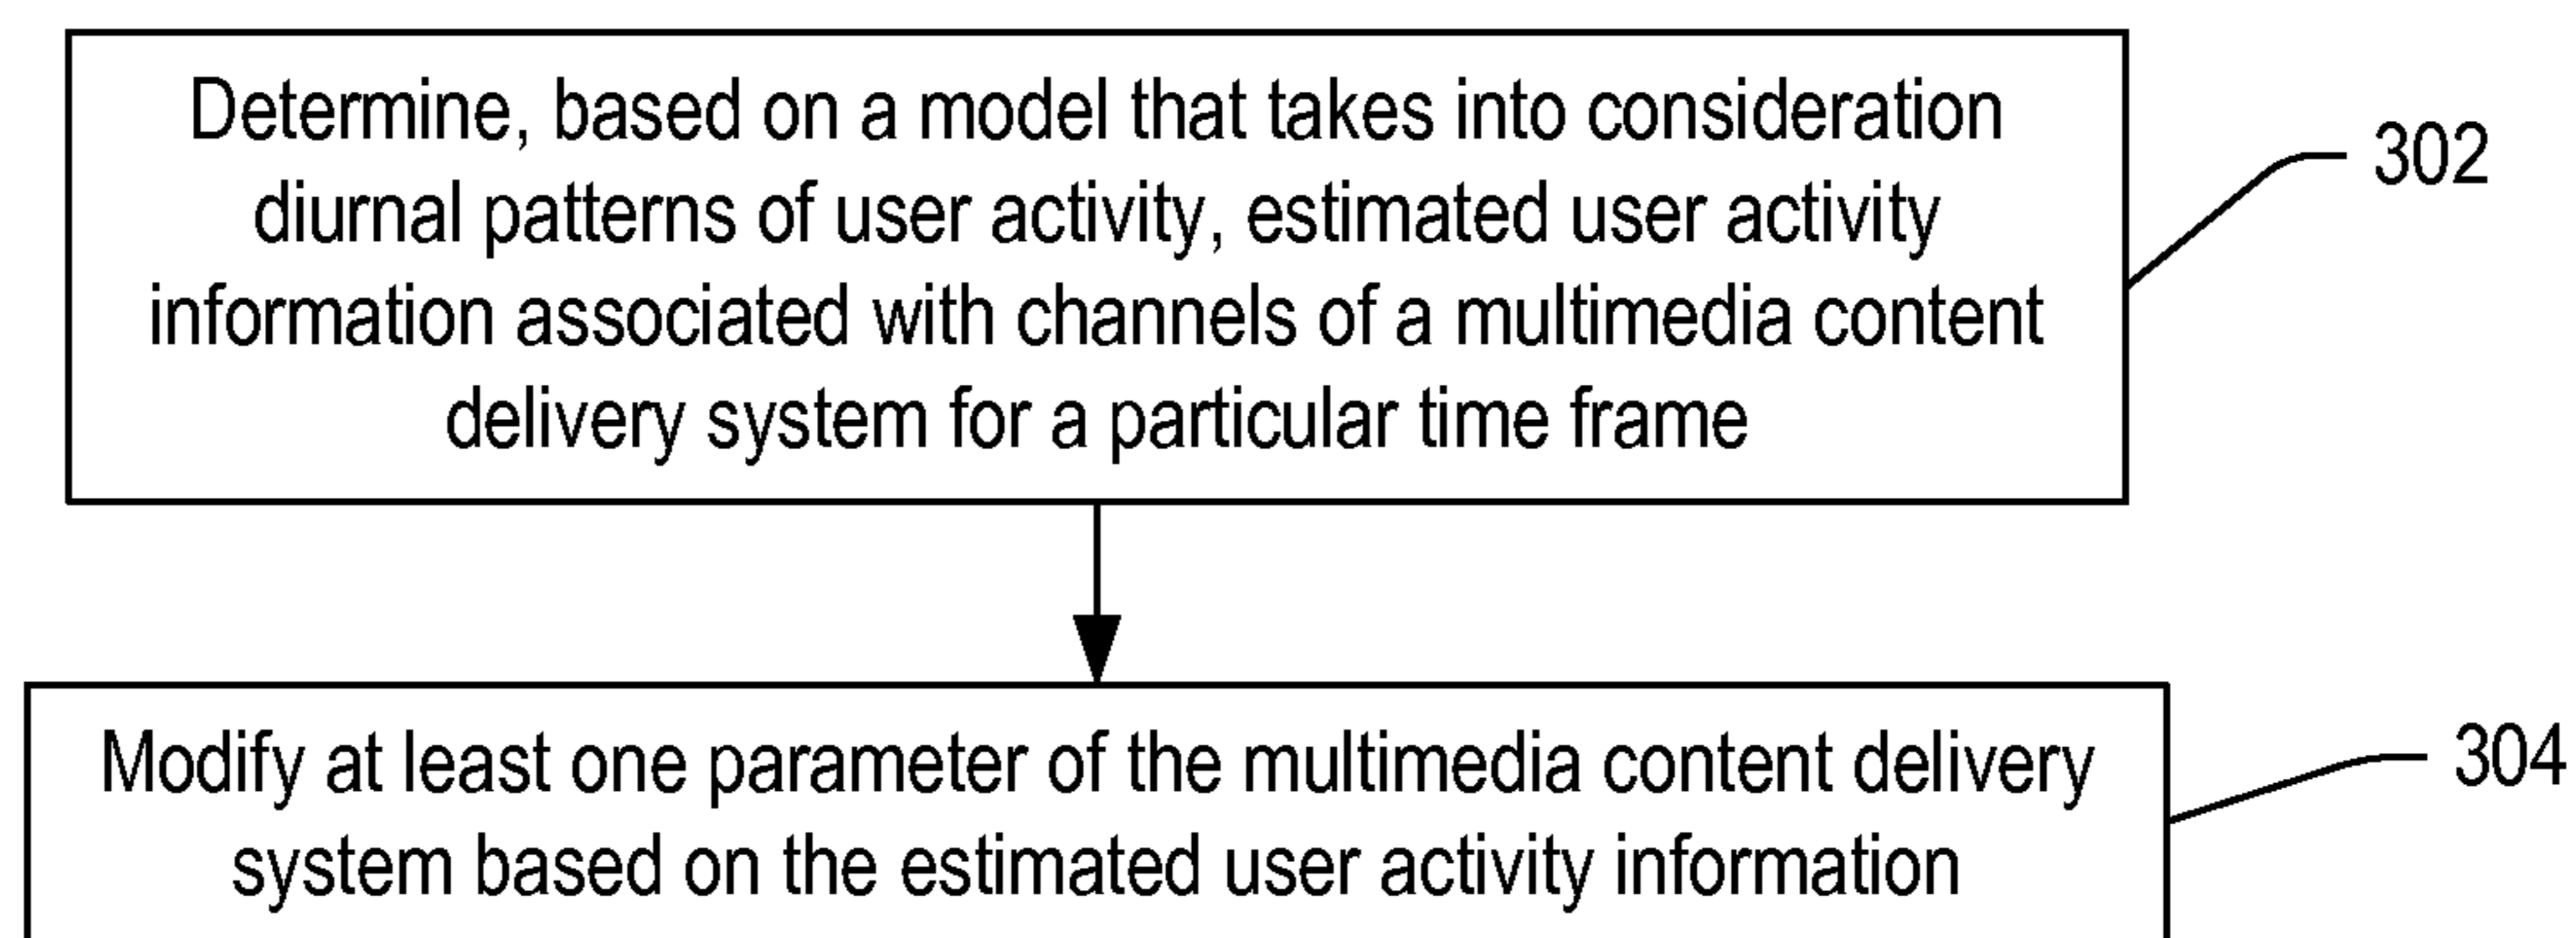 Determine, based on a model that takes into consideration
diurnal patterns of user activity, estimated user activity
information associated with channels of a multimedia content
delivery system for a particular time frame
302
Modify at least one parameter of the multimedia content delivery
system based on the estimated user activity information
304